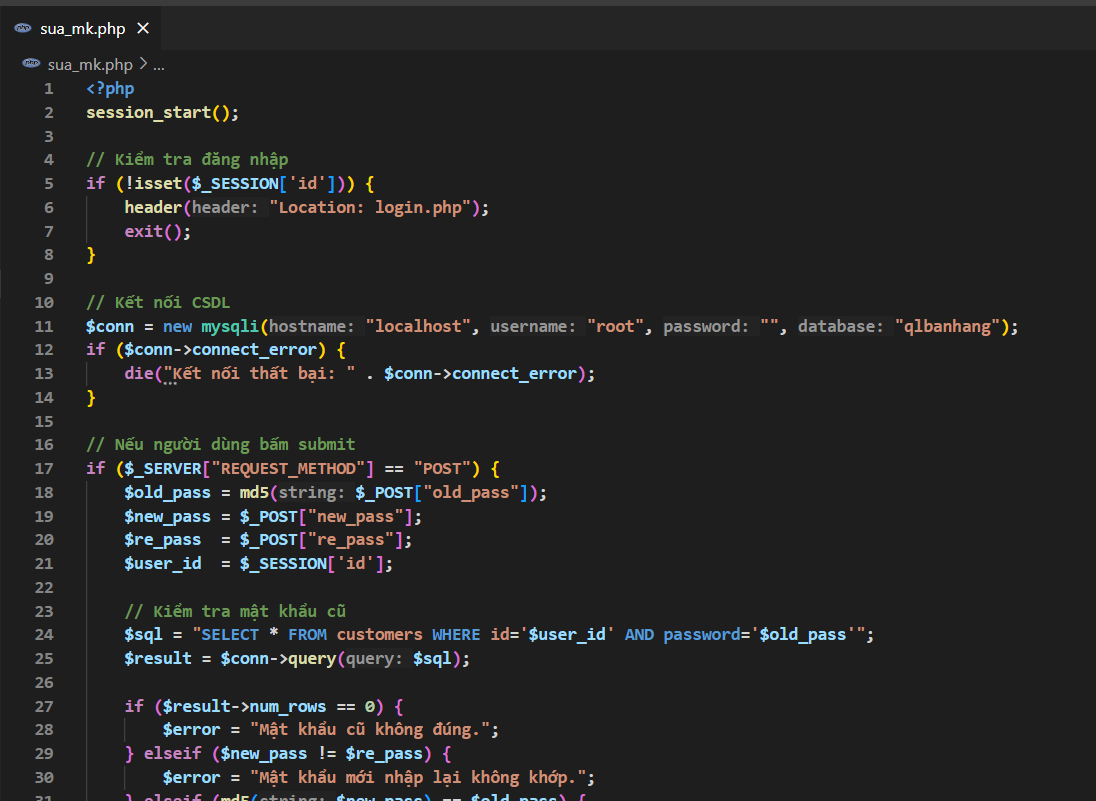 sua_mk.php
sua_mk.php > ...
1 <?php
2 session_start();
3
4 // Kiểm tra đăng nhập
5 if (!isset($_SESSION['id'])) {
6     header(header: "Location: login.php");
7     exit();
8 }
9
10 // Kết nối CSDL
11 $conn = new mysqli(hostname: "localhost", username: "root", password: "", database: "qlbanhang");
12 if ($conn->connect_error) {
13     die("Kết nối thất bại: " . $conn->connect_error);
14 }
15
16 // Nếu người dùng bấm submit
17 if ($_SERVER["REQUEST_METHOD"] == "POST") {
18     $old_pass = md5(string: $_POST["old_pass"]);
19     $new_pass = $_POST["new_pass"];
20     $re_pass  = $_POST["re_pass"];
21     $user_id  = $_SESSION['id'];
22
23     // Kiểm tra mật khẩu cũ
24     $sql = "SELECT * FROM customers WHERE id='$user_id' AND password='$old_pass'";
25     $result = $conn->query(query: $sql);
26
27     if ($result->num_rows == 0) {
28         $error = "Mật khẩu cũ không đúng.";
29     } elseif ($new_pass != $re_pass) {
30         $error = "Mật khẩu mới nhập lại không khớp.";
31     } elseif (md5(string: $new_pass) == $old_pass) {